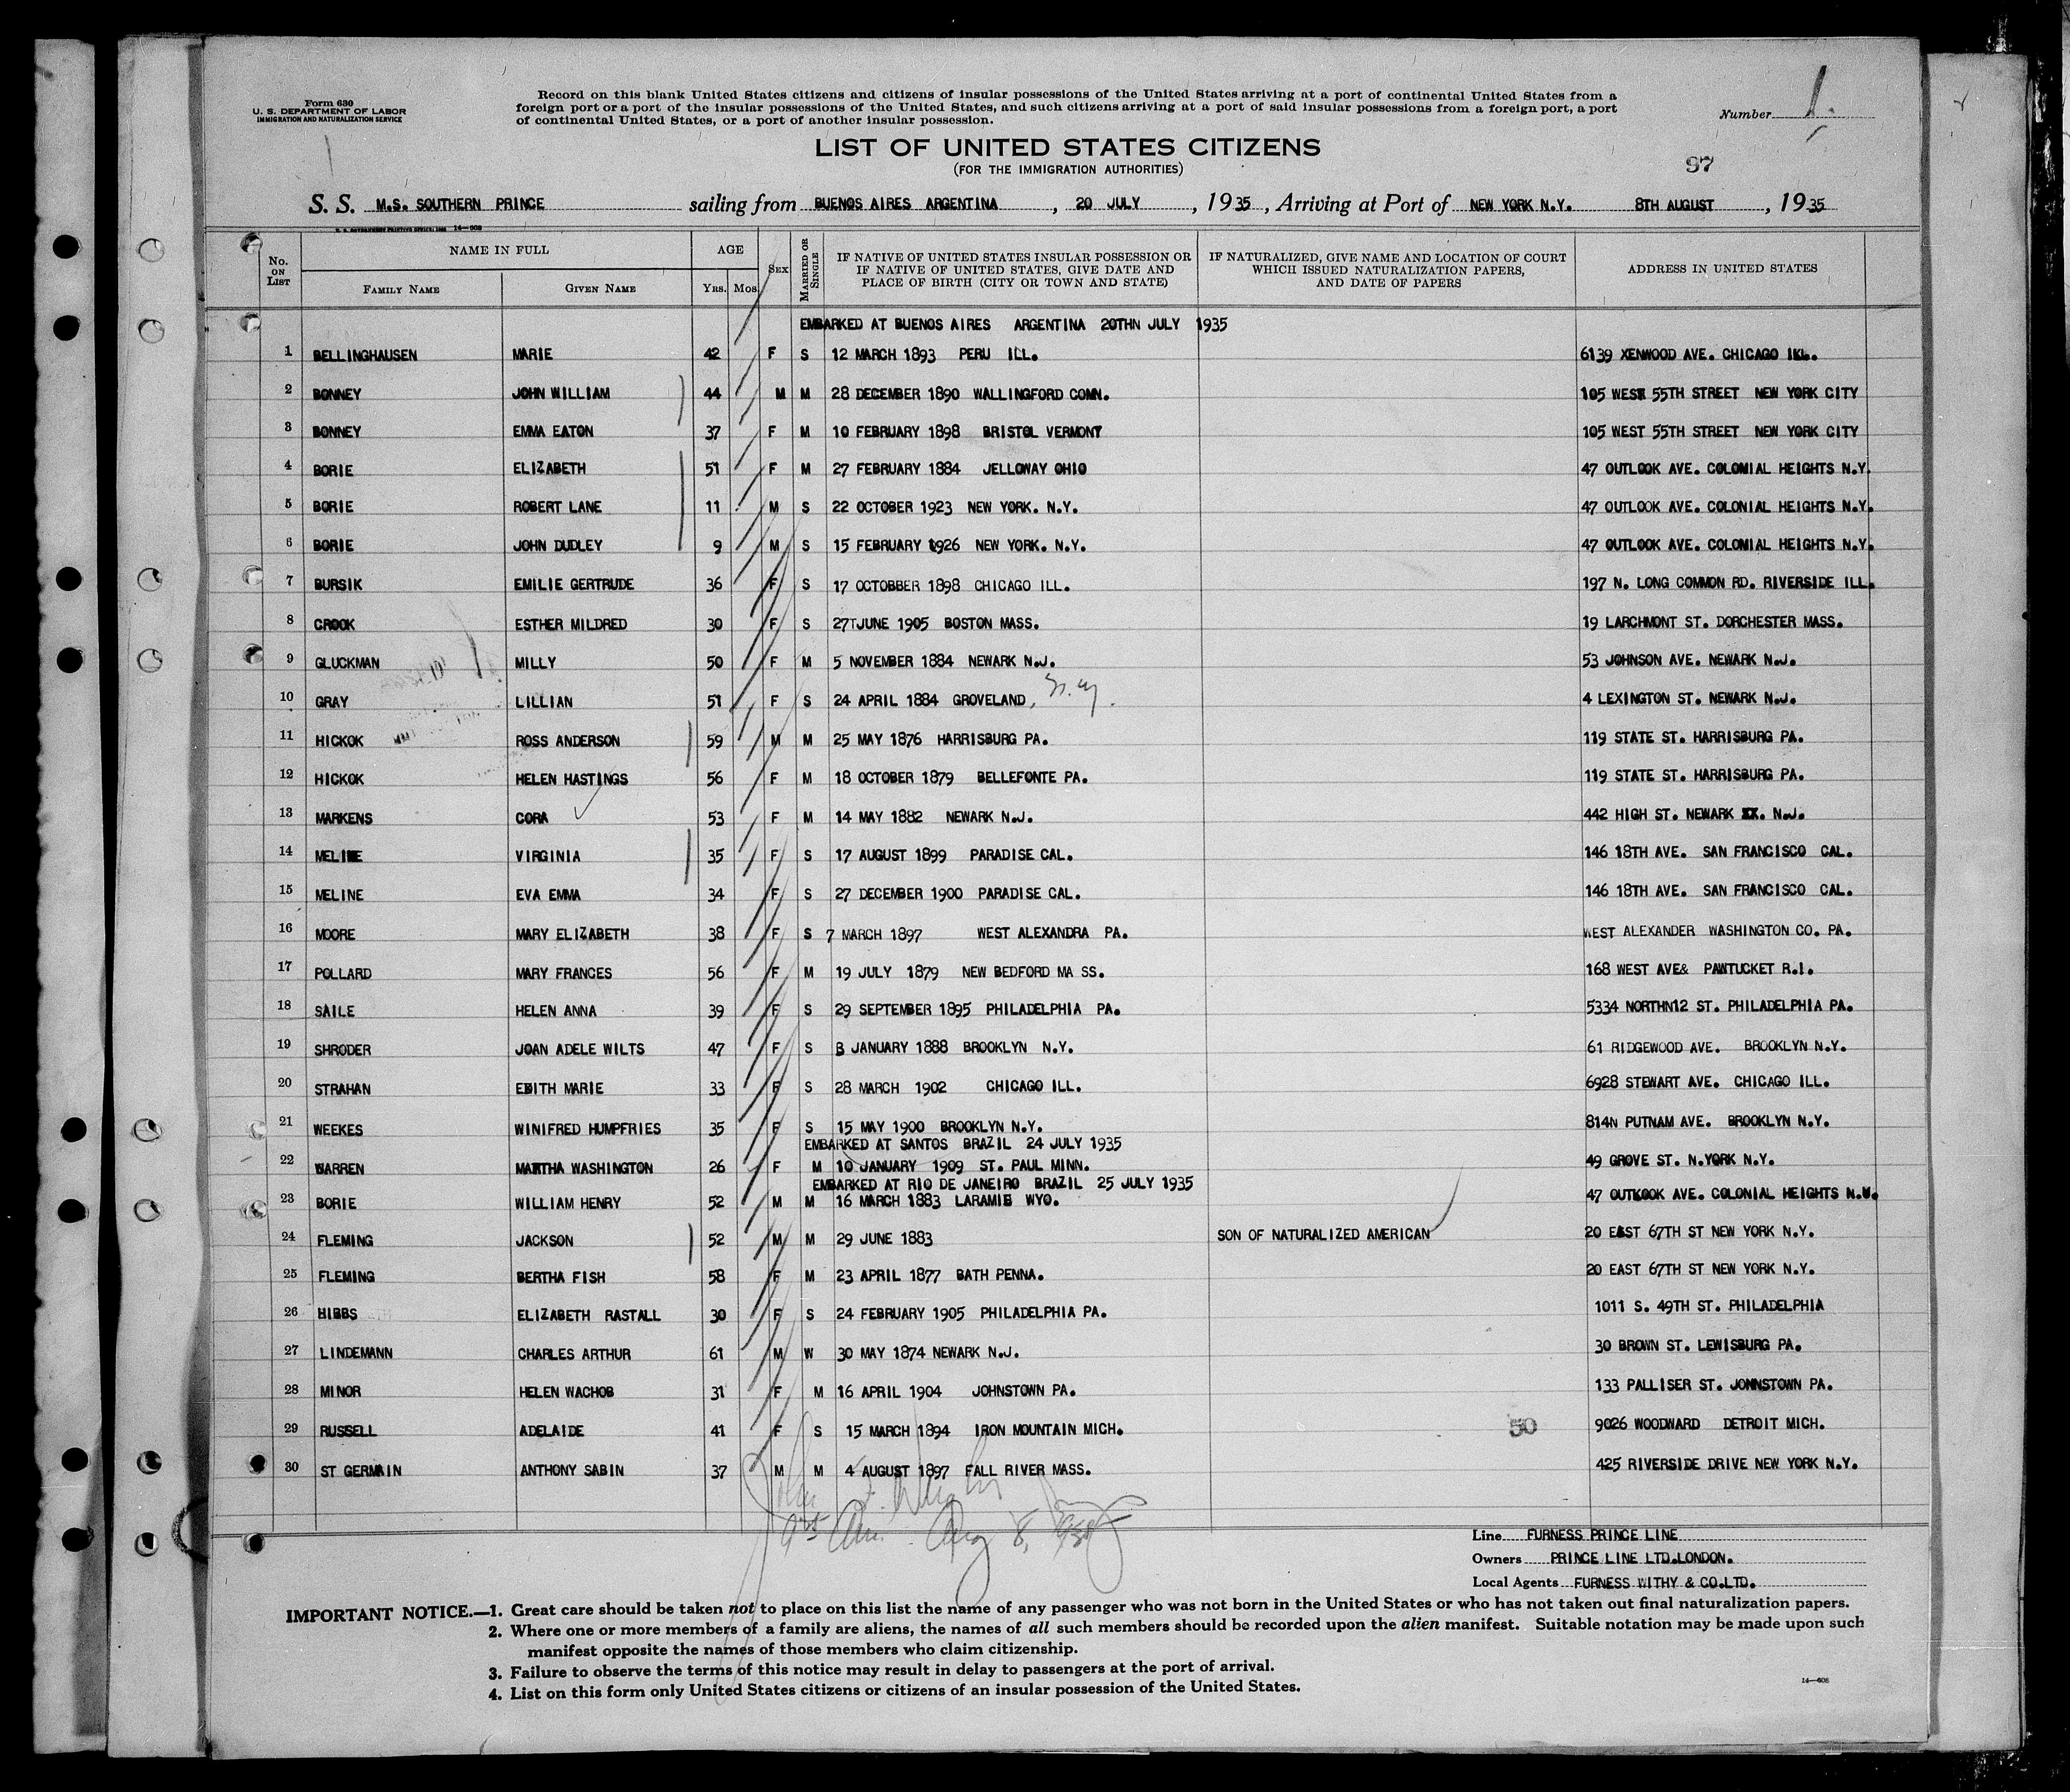 Form 630
U. S. DEPARTMENT OF LABOR
IMMIGRATION AND NATURALIZATION SERVICE
Record on this blank United States citizens and citizens of insular possessions of the United States arriving at a port of continental United States from a
foreign port or a port of the insular possessions of the United States, and such citizens arriving at a port of said insular possessions from a foreign port, a port
of continental United States, or a port of another insular possession.
Number 1.
LIST OF UNITED STATES CITIZENS
(FOR THE IMMIGRATION AUTHORITIES)
97
S. S. M.S. SOUTHERN PRINCE sailing from BUENOS AIRES ARGENTINA, 20 JULY, 1935, Arriving at Port of NEW YORK N.Y. 8TH AUGUST, 1935
No. ON LIST NAME IN FULL FAMILY NAME GIVEN NAME AGE YRS. MOS. SEX MARRIED OR SINGLE IF NATIVE OF UNITED STATES INSULAR POSSESSION OR IF NATIVE OF UNITED STATES, GIVE DATE AND PLACE OF BIRTH (CITY OR TOWN AND STATE) IF NATURALIZED, GIVE NAME AND LOCATION OF COURT WHICH ISSUED NATURALIZATION PAPERS, AND DATE OF PAPERS ADDRESS IN UNITED STATES
EMBARKED AT BUENOS AIRES ARGENTINA 20THN JULY 1935
1 BELLINGHAUSEN MARIE 42 F S 12 MARCH 1893 PERU ILL. 6139 XENWOOD AVE. CHICAGO IKL.
2 BONNEY JOHN WILLIAM 44 M M 28 DECEMBER 1890 WALLINGFORD CONN. 105 WEST 55TH STREET NEW YORK CITY
3 BONNEY EMMA EATON 37 F M 10 FEBRUARY 1898 BRISTOL VERMONT 105 WEST 55TH STREET NEW YORK CITY
4 BORIE ELIZABETH 51 F M 27 FEBRUARY 1884 JELLOWAY OHIO 47 OUTLOOK AVE. COLOMIAL HEIGHTS N.Y.
5 BORIE ROBERT LANE 11 M S 22 OCTOBER 1923 NEW YORK. N.Y. 47 OUTLOOK AVE. COLONIAL HEIGHTS N.Y.
6 BORIE JOHN DUDLEY 9 M S 15 FEBRUARY 1926 NEW YORK. N.Y. 47 OUTLOOK AVE. COLOMIAL HEIGHTS N.Y.
7 BURSIK EMILIE GERTRUDE 36 F S 17 OCTOBBER 1898 CHICAGO ILL. 197 N. LONG COMMON RD. RIVERSIDE ILL.
8 CROOK ESTHER MILDRED 30 F S 27TJUNE 1905 BOSTON MASS. 19 LARCHMONT ST. DORCHESTER MASS.
9 GLUCKMAN MILLY 50 F M 5 NOVEMBER 1884 NEWARK N.J. 53 JOHNSON AVE. NEWARK N.J.
10 GRAY LILLIAN 51 F S 24 APRIL 1884 GROVELAND, N.Y. 4 LEXINGTON ST. NEWARK N.J.
11 HICKOK ROSS ANDERSON 59 M M 25 MAY 1876 HARRISBURG PA. 119 STATE ST. HARRISBURG PA.
12 HICKOK HELEN HASTINGS 56 F M 18 OCTOBER 1879 BELLEFONTE PA. 119 STATE ST. HARRISBURG PA.
13 MARKENS CORA 53 F M 14 MAY 1882 NEWARK N.J. 442 HIGH ST. NEWARK XX. N.J.
14 MELINE VIRGINIA 35 F S 17 AUGUST 1899 PARADISE CAL. 146 18TH AVE. SAN FRANCISCO CAL.
15 MELINE EVA EMMA 34 F S 27 DECEMBER 1900 PARADISE CAL. 146 18TH AVE. SAN FRANCISCO CAL.
16 MOORE MARY ELIZABETH 38 F S 7 MARCH 1897 WEST ALEXANDRA PA. WEST ALEXANDER WASHINGTON CO. PA.
17 POLLARD MARY FRANCES 56 F M 19 JULY 1879 NEW BEDFORD MA SS. 168 WEST AVE& PAWTUCKET R.I.
18 SAILE HELEN ANNA 39 F S 29 SEPTEMBER 1895 PHILADELPHIA PA. 5334 NORTHN12 ST. PHILADELPHIA PA.
19 SHRODER JOAN ADELE WILTS 47 F S 3 JANUARY 1888 BROOKLYN N.Y. 61 RIDGEWOOD AVE. BROOKLYN N.Y.
20 STRAHAN EDITH MARIE 33 F S 28 MARCH 1902 CHICAGO ILL. 6928 STEWART AVE. CHICAGO ILL.
21 WEEKES WINIFRED HUMPFRIES 35 F S 15 MAY 1900 BROOKLYN N.Y. 814N PUTNAM AVE. BROOKLYN N.Y.
EMBARKED AT SANTOS BRAZIL 24 JULY 1935
22 WARREN MARTHA WASHINGTON 26 F M 10 JANUARY 1909 ST. PAUL MINN. 49 GROVE ST. N.YORK N.Y.
EMBARKED AT RIO DE JANEIRO BRAZIL 25 JULY 1935
23 BORIE WILLIAM HENRY 52 M M 16 MARCH 1883 LARAMIE WYO. 47 OUTKOOK AVE. COLONIAL HEIGHTS N.Y.
24 FLEMING JACKSON 52 M M 29 JUNE 1883 SON OF NATURALIZED AMERICAN 20 EAST 67TH ST NEW YORK N.Y.
25 FLEMING BERTHA FISH 58 F M 23 APRIL 1877 BATH PENNA. 20 EAST 67TH ST NEW YORK N.Y.
26 HIBBS ELIZABETH RASTALL 30 F S 24 FEBRUARY 1905 PHILADELPHIA PA. 1011 S. 49TH ST. PHILADELPHIA
27 LINDEMANN CHARLES ARTHUR 61 M W 30 MAY 1874 NEWARK N.J. 30 BROWN ST. LEWISBURG PA.
28 MINOR HELEN WACHOB 31 F M 16 APRIL 1904 JOHNSTOWN PA. 133 PALLISER ST. JONNSTOWN PA.
29 RUSSELL ADELAIDE 41 F S 15 MARCH 1894 IRON MOUNTAIN MICH. 50 9026 WOODWARD DETROIT MICH.
30 ST GERMAIN ANTHONY SABIN 37 M M 4 AUGUST 1897 FALL RIVER MASS. 425 RIVERSIDE DRIVE NEW YORK N.Y.
Aug 8, 1935
Line FURNESS PRINCE LINE
Owners PRINCE LINE LTD.LONDON.
Local Agents FURNESS WITHY & CO.LTD.
IMPORTANT NOTICE.—1. Great care should be taken not to place on this list the name of any passenger who was not born in the United States or who has not taken out final naturalization papers.
2. Where one or more members of a family are aliens, the names of all such members should be recorded upon the alien manifest. Suitable notation may be made upon such
manifest opposite the names of those members who claim citizenship.
3. Failure to observe the terms of this notice may result in delay to passengers at the port of arrival.
4. List on this form only United States citizens or citizens of an insular possession of the United States.
14—608